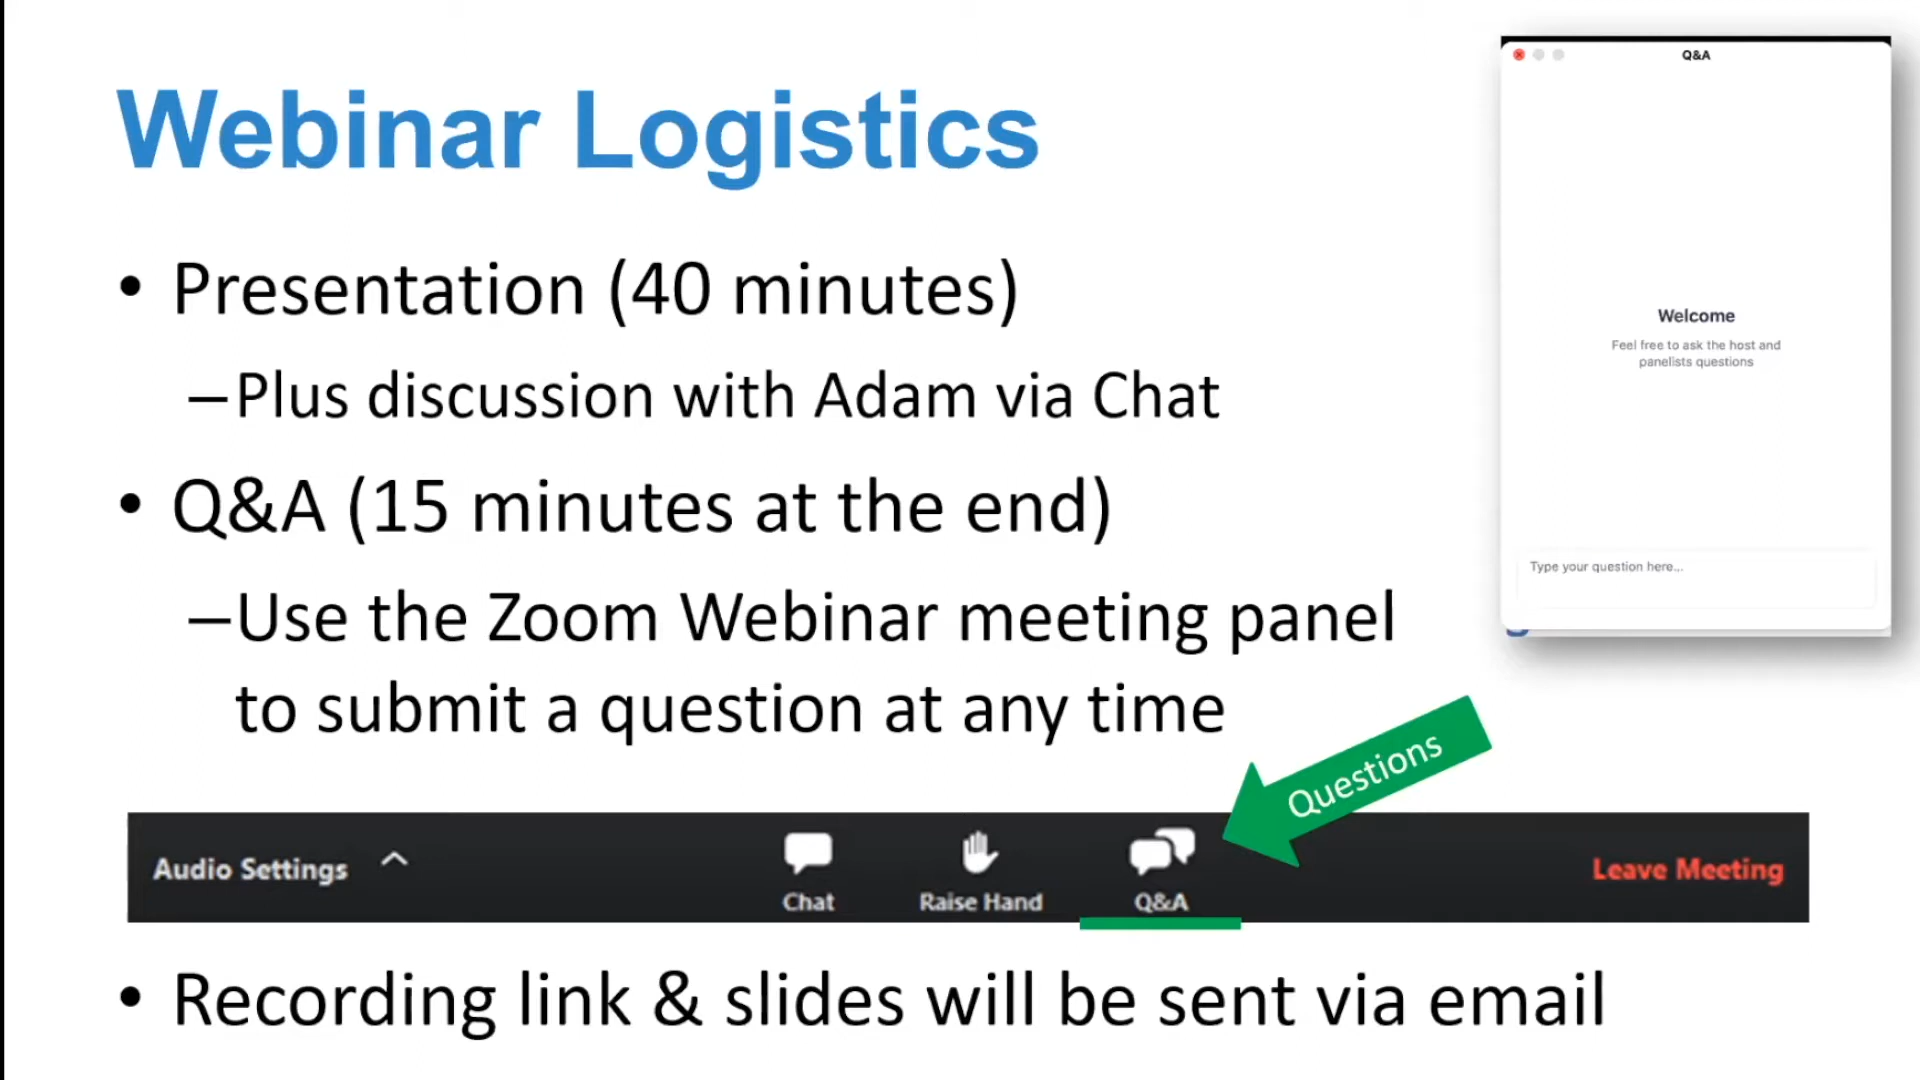 Webinar Logistics
• Presentation (40 minutes)
–Plus discussion with Adam via Chat
• Q&A (15 minutes at the end)
–Use the Zoom Webinar meeting panel
to submit a question at any time
Q&A
Welcome
Feel free to ask the host and
panelists questions
Type your question here...
Questions
Audio Settings
Chat
Raise Hand
Q&A
Leave Meeting
• Recording link & slides will be sent via email